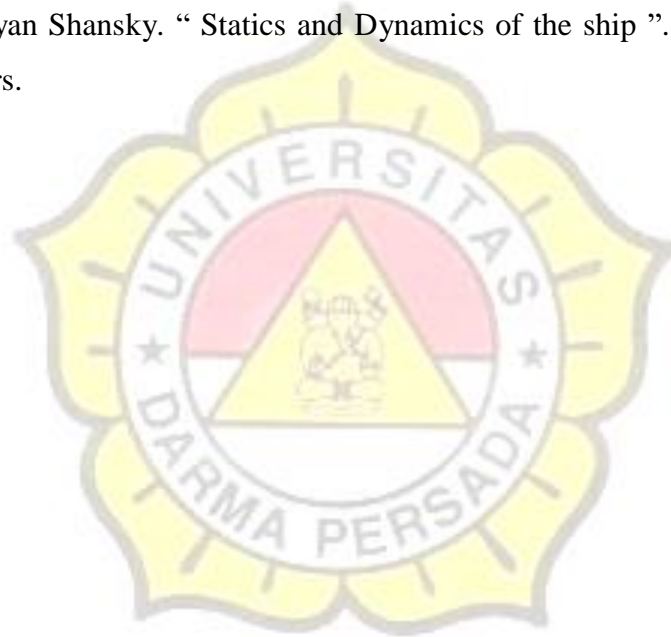 yan Shansky. “ Statics and Dynamics of the ship ”.
rs.
UNIVERSITAS
★ DARMA PERSADA ★